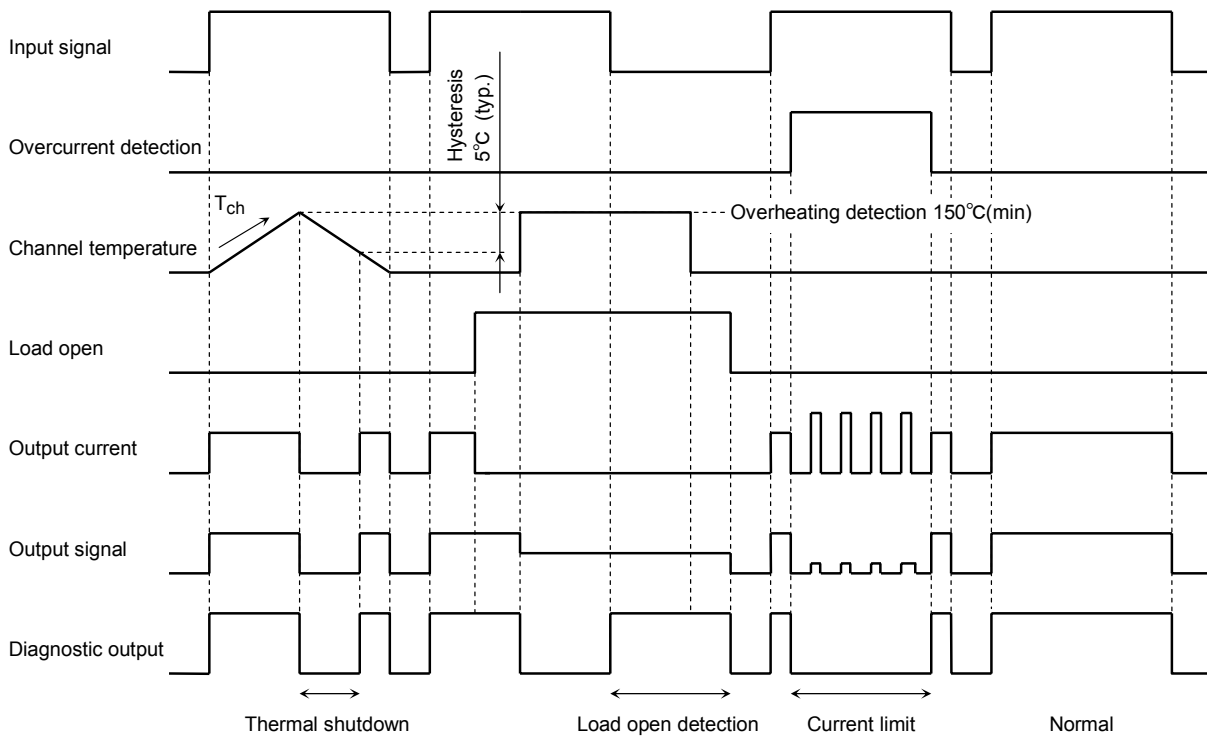 Input signal
Hysteresis
5℃ (typ.)
Overcurrent detection
Tch
Overheating detection 150℃(min)
Channel temperature
Load open
Output current
Output signal
Diagnostic output
Thermal shutdown
Load open detection
Current limit
Normal